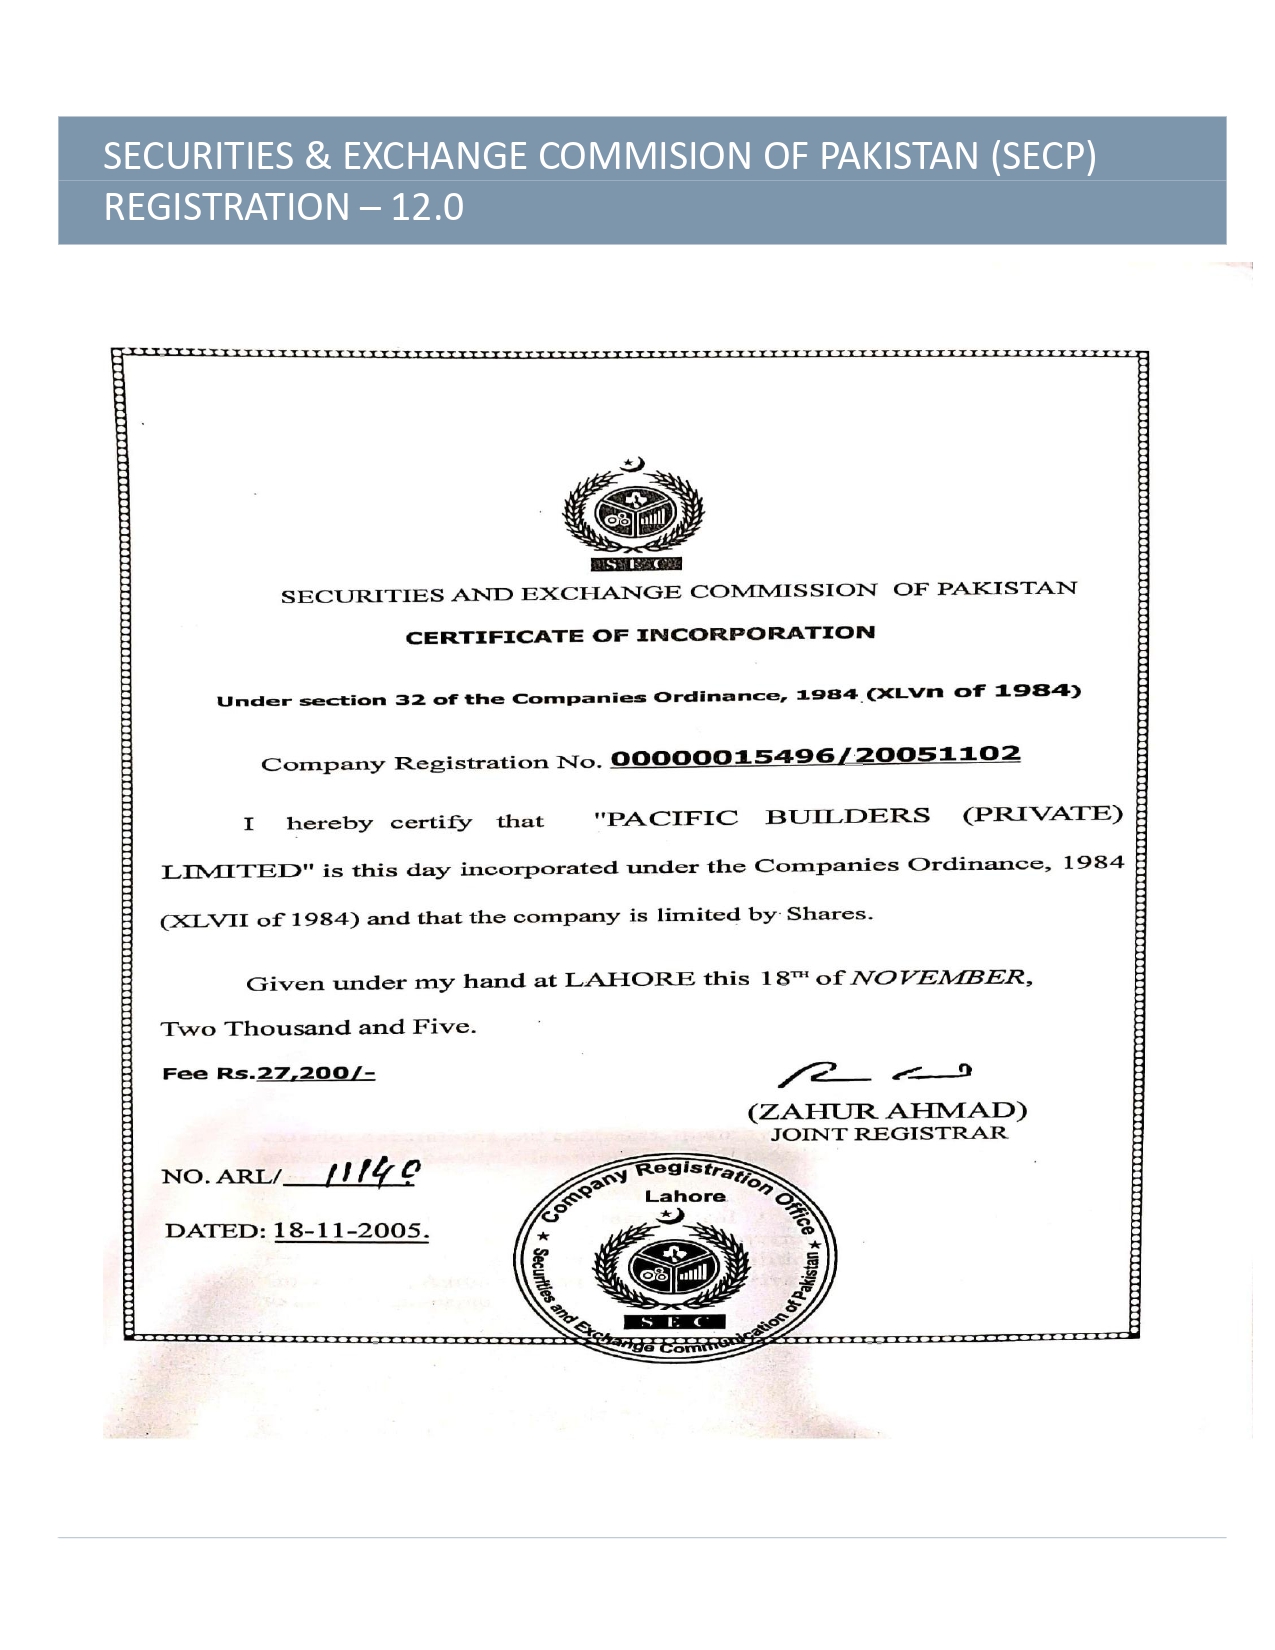 SECURITIES & EXCHANGE COMMISION OF PAKISTAN (SECP)
REGISTRATION – 12.0
SEC
SECURITIES AND EXCHANGE COMMISSION OF PAKISTAN
CERTIFICATE OF INCORPORATION
Under section 32 of the Companies Ordinance, 1984 (XLVn of 1984)
Company Registration No. 00000015496/20051102
I hereby certify that "PACIFIC BUILDERS (PRIVATE)
LIMITED" is this day incorporated under the Companies Ordinance, 1984
(XLVII of 1984) and that the company is limited by Shares.
Given under my hand at LAHORE this 18TH of NOVEMBER,
Two Thousand and Five.
Fee Rs.27,200/-
(ZAHUR AHMAD)
JOINT REGISTRAR
NO. ARL/ 11140
DATED: 18-11-2005.
Company Registration Office
Lahore
SEC
Securities and Exchange Communication of Pakistan